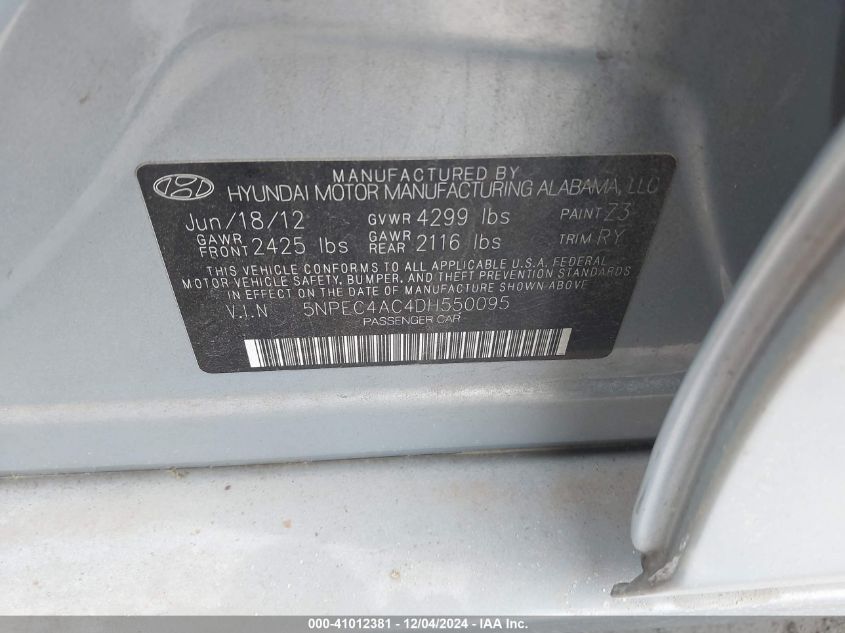 MANUFACTURED BY
HYUNDAI MOTOR MANUFACTURING ALABAMA, LLC
Jun/18/12 GVWR 4299 lbs PAINT Z3
GAWR FRONT 2425 lbs GAWR REAR 2116 lbs TRIM RY
THIS VEHICLE CONFORMS TO ALL APPLICABLE U.S.A. FEDERAL
MOTOR VEHICLE SAFETY, BUMPER, AND THEFT PREVENTION STANDARDS
IN EFFECT ON THE DATE OF MANUFACTURE SHOWN ABOVE
V.I.N 5NPEC4AC4DH550095
PASSENGER CAR
000-41012381 - 12/04/2024 - IAA Inc.